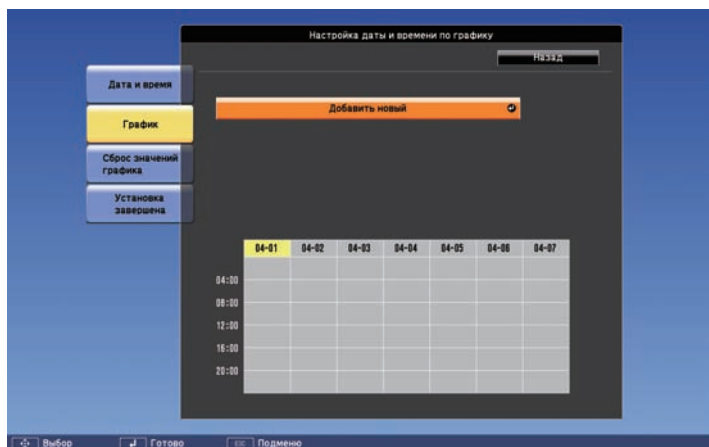 Настройка даты и времени по графику
Назад
Дата и время
Добавить новый
График
Сброс значений
графика
Установка
завершена
04-01 04-02 04-03 04-04 04-05 04-06 04-07
04:00
08:00
12:00
16:00
20:00
Выбор Готово Esc Подменю